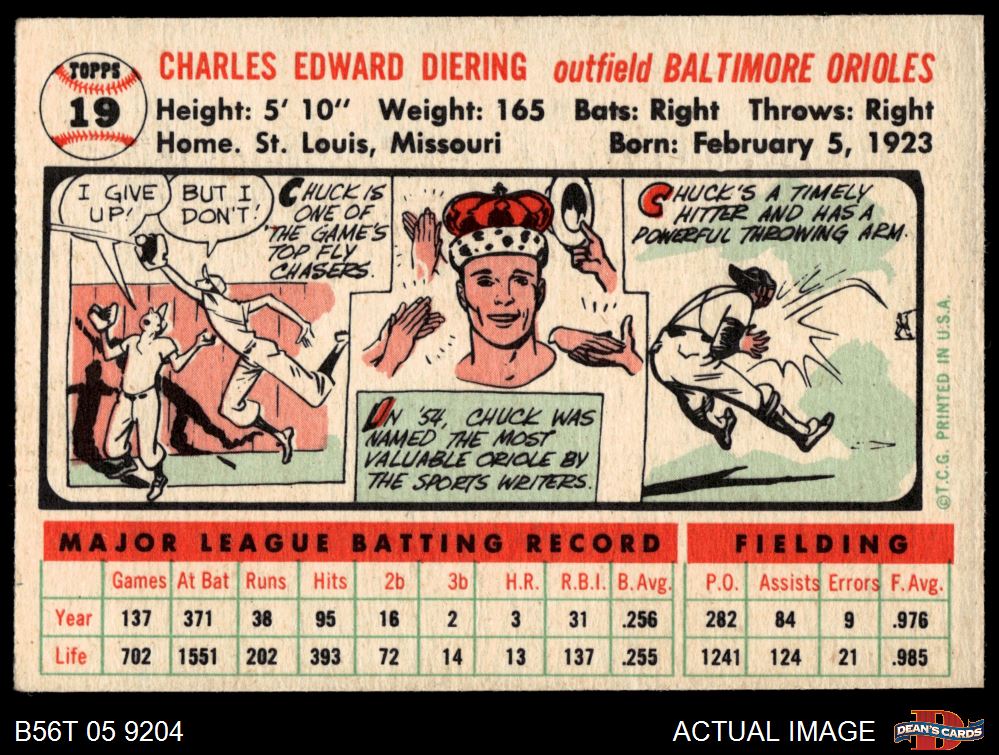 TOPPS
19
CHARLES EDWARD DIERING outfield BALTIMORE ORIOLES
Height: 5' 10" Weight: 165 Bats: Right Throws: Right
Home. St. Louis, Missouri Born: February 5, 1923
I GIVE
UP!
BUT I
DON'T!
CHUCK IS
ONE OF
THE GAME'S
TOP FLY
CHASERS.
IN '54, CHUCK WAS
NAMED THE MOST
VALUABLE ORIOLE BY
THE SPORTS WRITERS.
CHUCK'S A TIMELY
HITTER AND HAS A
POWERFUL THROWING ARM.
©T.C.G. PRINTED IN U.S.A.
MAJOR LEAGUE BATTING RECORD FIELDING
Games At Bat Runs Hits 2b 3b H.R. R.B.I. B.Avg. P.O. Assists Errors F.Avg.
Year 137 371 38 95 16 2 3 31 .256 282 84 9 .976
Life 702 1551 202 393 72 14 13 137 .255 1241 124 21 .985
B56T 05 9204 ACTUAL IMAGE DEAN'S CARDS